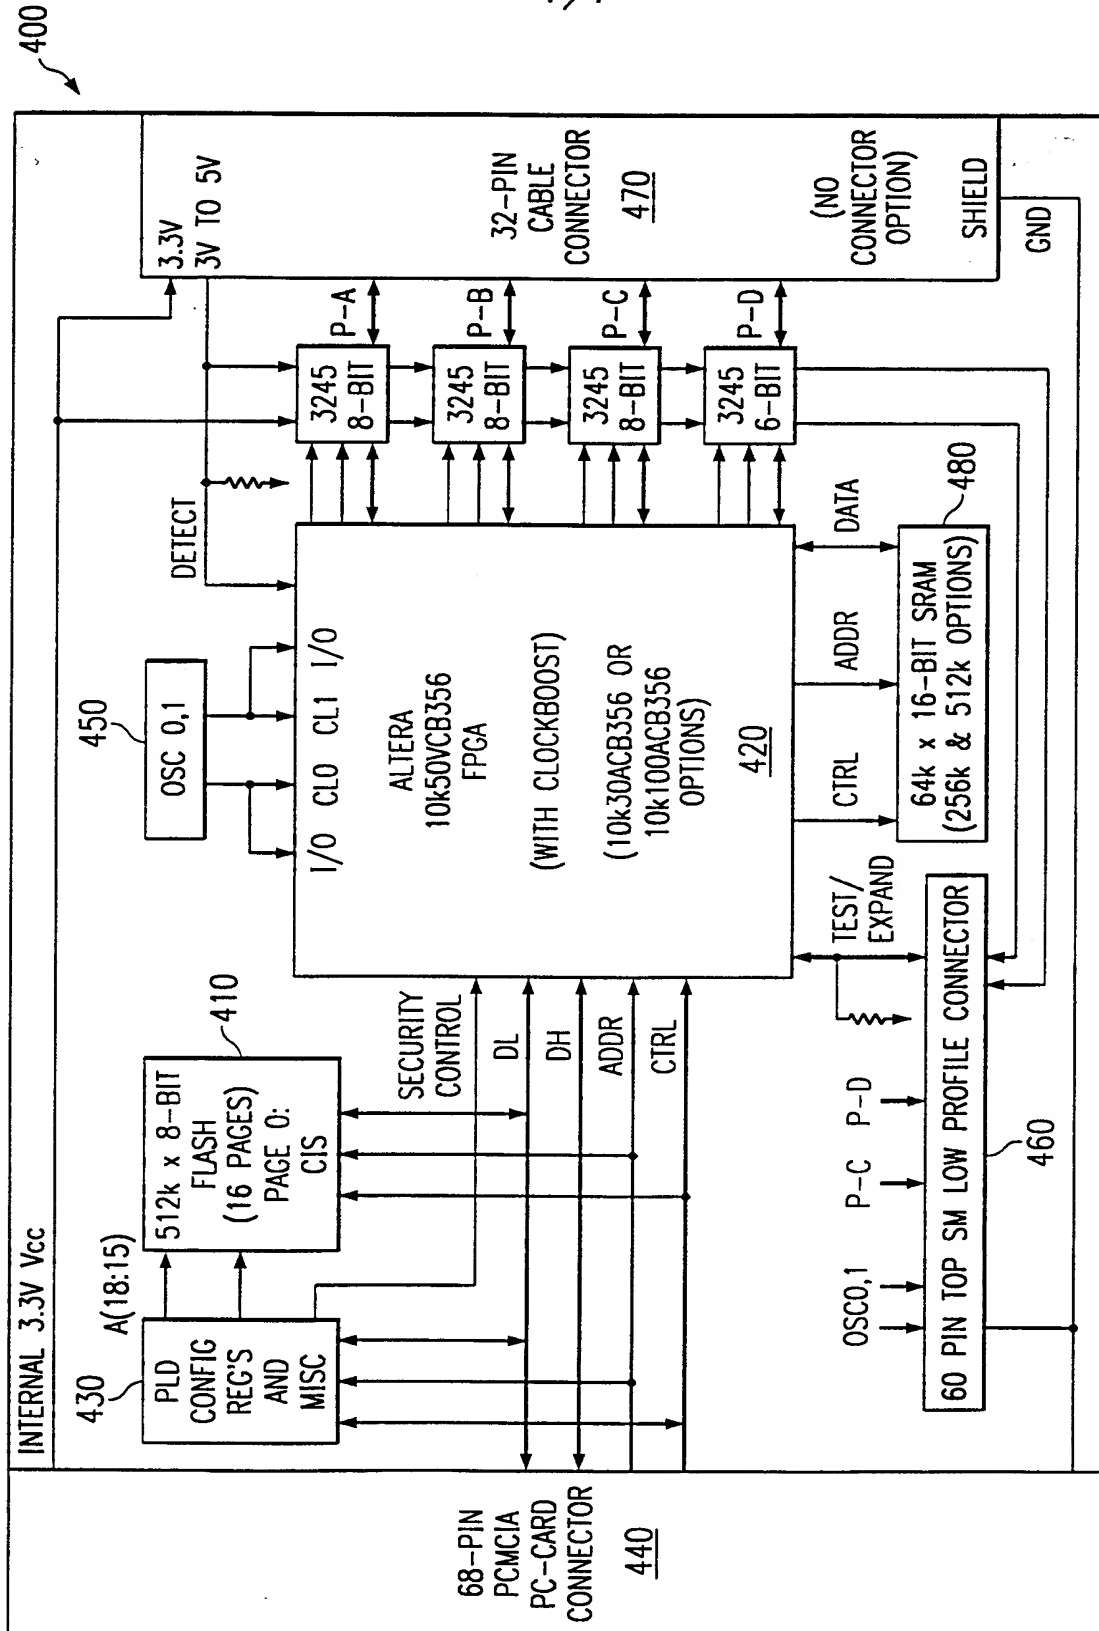 400
INTERNAL 3.3V Vcc
68-PIN
PCMCIA
PC-CARD
CONNECTOR
440
430
PLD
CONFIG
REG'S
AND
MISC
A(18:15)
410
512k x 8-BIT
FLASH
(16 PAGES)
PAGE 0:
CIS
SECURITY
CONTROL
DL
DH
ADDR
CTRL
450
OSC 0,1
I/O CL0 CL1 I/O
DETECT
ALTERA
10k50VCB356
FPGA
(WITH CLOCKBOOST)
(10k30ACB356 OR
10k100ACB356
OPTIONS)
420
3.3V
3V TO 5V
3245
8-BIT
P-A
3245
8-BIT
P-B
3245
8-BIT
P-C
3245
6-BIT
P-D
32-PIN
CABLE
CONNECTOR
470
(NO
CONNECTOR
OPTION)
SHIELD
GND
CTRL
ADDR
DATA
480
64k x 16-BIT SRAM
(256k & 512k OPTIONS)
TEST/
EXPAND
OSC0,1
P-C
P-D
60 PIN TOP SM LOW PROFILE CONNECTOR
460